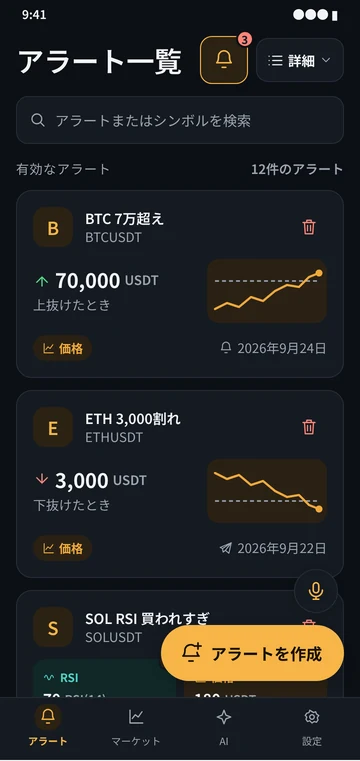 9:41
アラート一覧
3
詳細
アラートまたはシンボルを検索
有効なアラート
12件のアラート
B
BTC 7万超え
BTCUSDT
70,000 USDT
上抜けたとき
価格
2026年9月24日
E
ETH 3,000割れ
ETHUSDT
3,000 USDT
下抜けたとき
価格
2026年9月22日
S
SOL RSI 買われすぎ
SOLUSDT
RSI
アラートを作成
アラート
マーケット
AI
設定